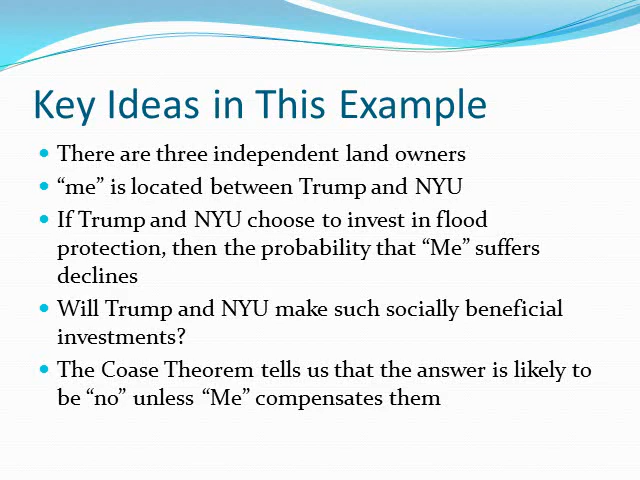 Key Ideas in This Example
• There are three independent land owners
• “me” is located between Trump and NYU
• If Trump and NYU choose to invest in flood
protection, then the probability that “Me” suffers
declines
• Will Trump and NYU make such socially beneficial
investments?
• The Coase Theorem tells us that the answer is likely to
be “no” unless “Me” compensates them